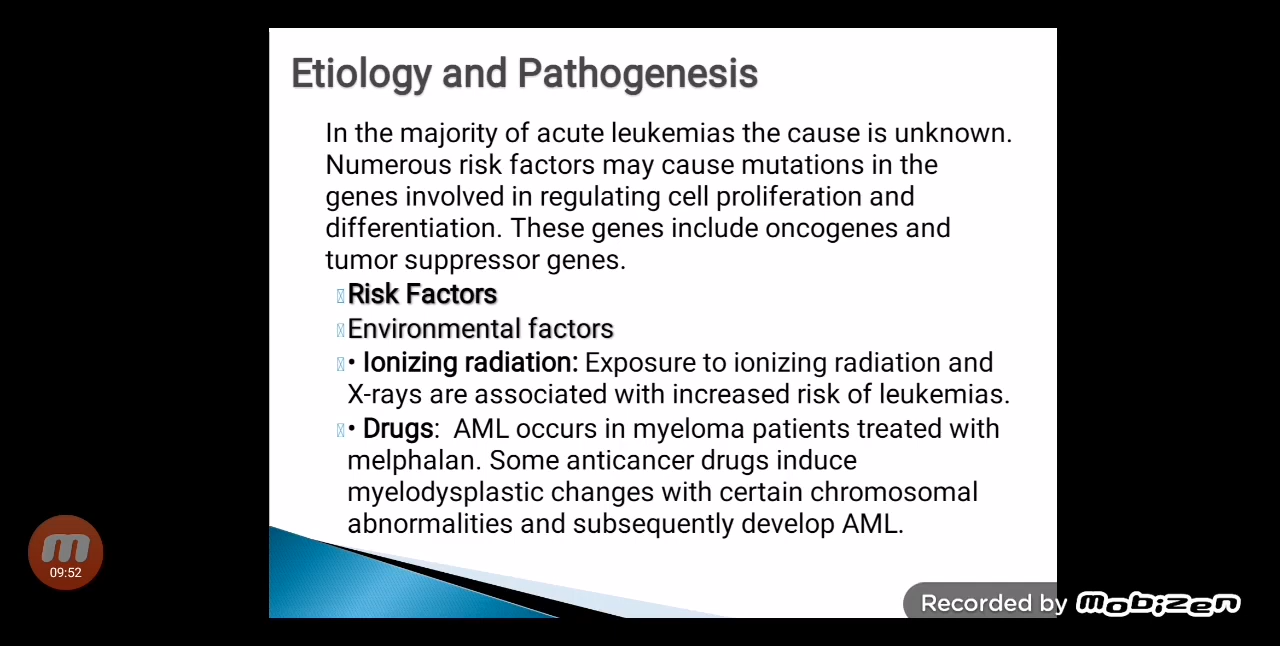 Etiology and Pathogenesis
In the majority of acute leukemias the cause is unknown.
Numerous risk factors may cause mutations in the
genes involved in regulating cell proliferation and
differentiation. These genes include oncogenes and
tumor suppressor genes.
Risk Factors
Environmental factors
• Ionizing radiation: Exposure to ionizing radiation and
X-rays are associated with increased risk of leukemias.
• Drugs:  AML occurs in myeloma patients treated with
melphalan. Some anticancer drugs induce
myelodysplastic changes with certain chromosomal
abnormalities and subsequently develop AML.
m
09:52
Recorded by mobizen